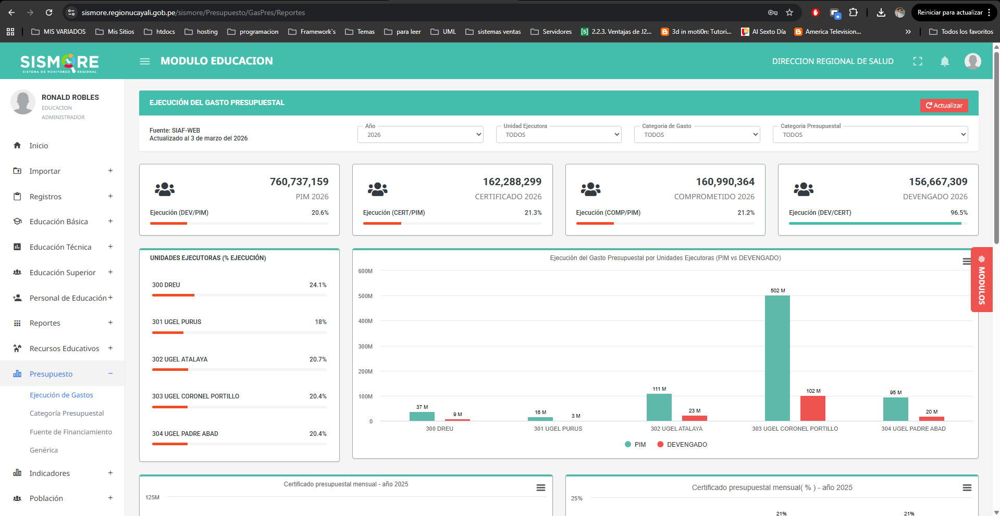 sismore.regionucayali.gob.pe/sismore/Presupuesto/GasPres/Reportes
Reiniciar para actualizar
MIS VARIADOS
Mis Sitios
htdocs
hosting
programacion
Framework`s
Temas
para leer
UML
sistemas ventas
Servidores
[S] 2.2.3. Ventajas de J2...
3d in moti0n: Tutori...
Al Sexto Día
America Television...
»
Todos los favoritos
SISMORE
SISTEMA DE MONITOREO REGIONAL
MODULO EDUCACION
DIRECCION REGIONAL DE SALUD
RONALD ROBLES
EDUCACION
ADMINISTRADOR
Inicio
Importar +
Registros +
Educación Básica +
Educación Técnica +
Educación Superior +
Personal de Educación +
Reportes +
Recursos Educativos +
Presupuesto −
Ejecución de Gastos
Categoría Presupuestal
Fuente de Financiamiento
Genérica
Indicadores +
Población +
EJECUCIÓN DEL GASTO PRESUPUESTAL
Actualizar
Fuente: SIAF-WEB
Actualizado al 3 de marzo del 2026
Año
2026
Unidad Ejecutora
TODOS
Categoria de Gasto
TODOS
Categoria Presupuestal
TODOS
760,737,159
PIM 2026
Ejecución (DEV/PIM) 20.6%
162,288,299
CERTIFICADO 2026
Ejecución (CERT/PIM) 21.3%
160,990,364
COMPROMETIDO 2026
Ejecución (COMP/PIM) 21.2%
156,667,309
DEVENGADO 2026
Ejecución (DEV/CERT) 96.5%
UNIDADES EJECUTORAS (% EJECUCIÓN)
300 DREU 24.1%
301 UGEL PURUS 18%
302 UGEL ATALAYA 20.7%
303 UGEL CORONEL PORTILLO 20.4%
304 UGEL PADRE ABAD 20.4%
Ejecución del Gasto Presupuestal por Unidades Ejecutoras (PIM vs DEVENGADO)
600M
500M
400M
300M
200M
100M
0
37 M
9 M
16 M
3 M
111 M
23 M
502 M
102 M
95 M
20 M
300 DREU
301 UGEL PURUS
302 UGEL ATALAYA
303 UGEL CORONEL PORTILLO
304 UGEL PADRE ABAD
PIM
DEVENGADO
MODULOS
Certificado presupuestal mensual - año 2025
125M
Certificado presupuestal mensual( % ) - año 2025
25%
21%
21%